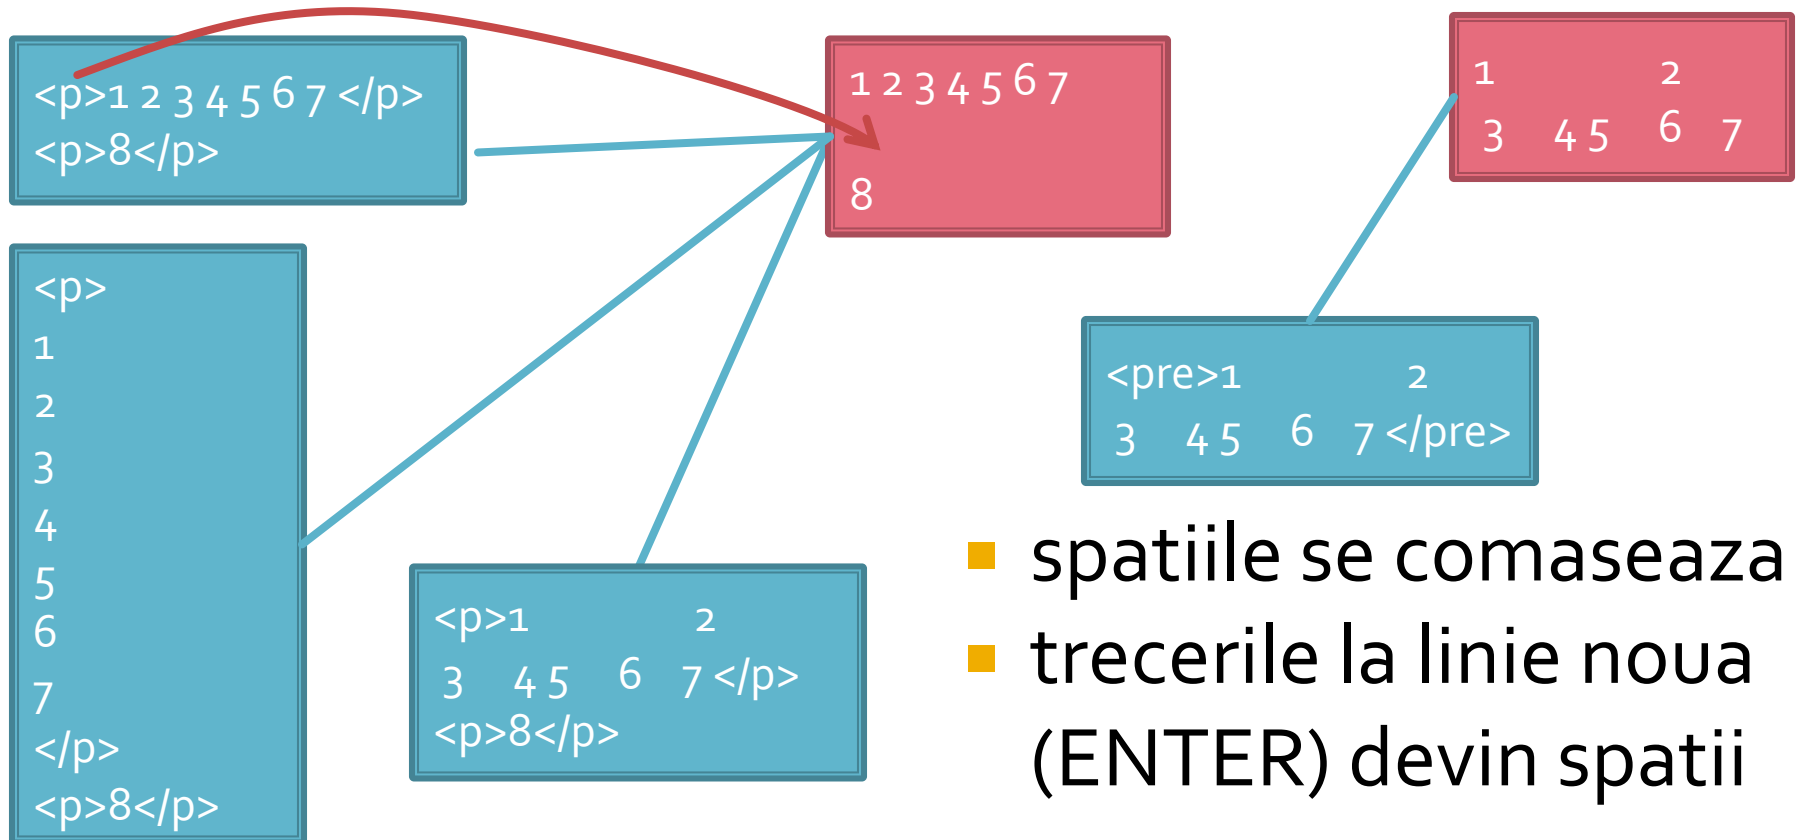 <p>1 2 3 4 5 6 7 </p>
<p>8</p>
1 2 3 4 5 6 7
8
1 2
3 4 5 6 7
<p>
1
2
3
4
5
6
7
</p>
<p>8</p>
<p>1 2
3 4 5 6 7 </p>
<p>8</p>
<pre>1 2
3 4 5 6 7 </pre>
spatiile se comaseaza
trecerile la linie noua
(ENTER) devin spatii